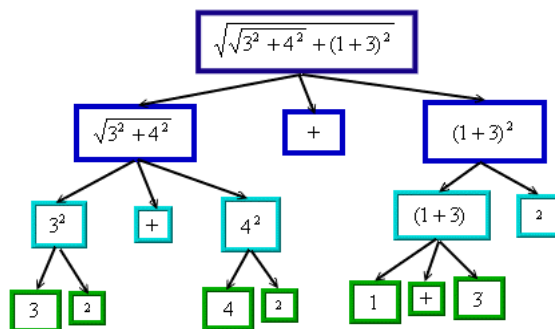 √(√(3² + 4²) + (1 + 3)²)
√(3² + 4²) + (1 + 3)²
3² + 4² (1 + 3) 2
3 2 4 2 1 + 3